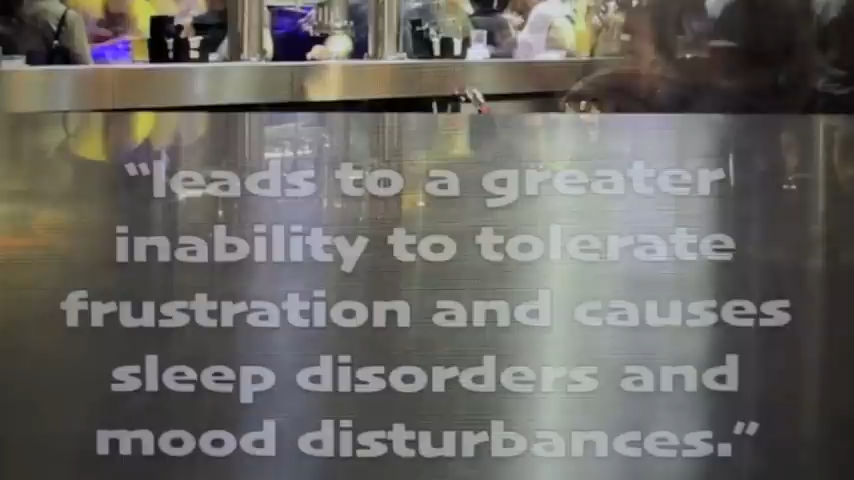 “leads to a greater
inability to tolerate
frustration and causes
sleep disorders and
mood disturbances.”